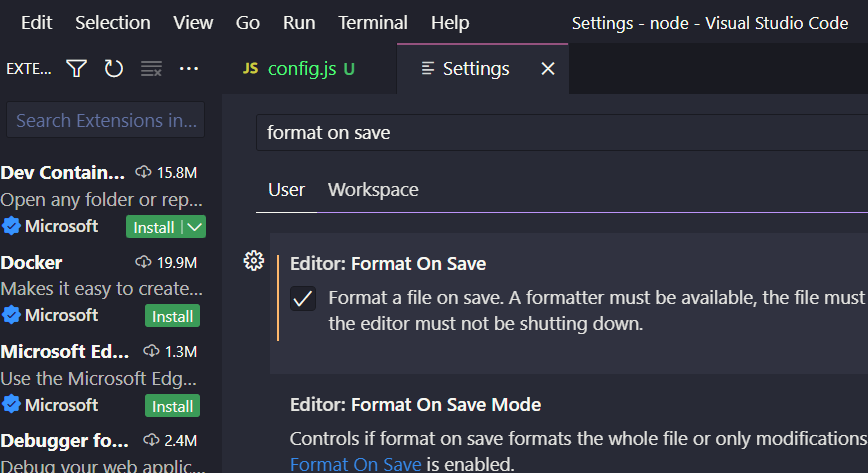 Edit Selection View Go Run Terminal Help Settings - node - Visual Studio Code
EXTE...
JS config.js U
Settings
Search Extensions in...
Dev Contain... 15.8M
Open any folder or rep...
Microsoft Install
Docker 19.9M
Makes it easy to create...
Microsoft Install
Microsoft Ed... 1.3M
Use the Microsoft Edg...
Microsoft Install
Debugger fo... 2.4M
Debug your web applic...
format on save
User Workspace
Editor: Format On Save
Format a file on save. A formatter must be available, the file must
the editor must not be shutting down.
Editor: Format On Save Mode
Controls if format on save formats the whole file or only modifications
Format On Save is enabled.